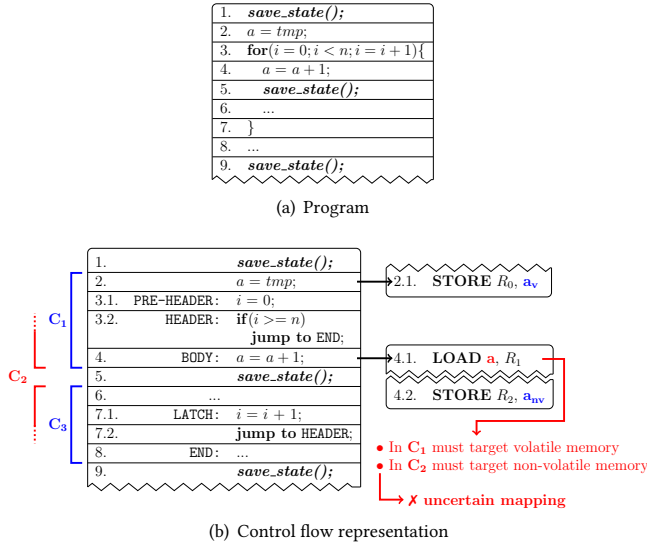 1. save_state();
2. a = tmp;
3. for(i = 0; i < n; i = i + 1){
4. a = a + 1;
5. save_state();
6. ...
7. }
8. ...
9. save_state();
(a) Program
1. save_state();
2. a = tmp;
2.1. STORE R0, av
3.1. PRE-HEADER: i = 0;
3.2. HEADER: if(i >= n)
jump to END;
C1
4. BODY: a = a + 1;
4.1. LOAD a, R1
C2
5. save_state();
4.2. STORE R2, anv
6. ...
C3
7.1. LATCH: i = i + 1;
7.2. jump to HEADER;
8. END: ...
9. save_state();
• In C1 must target volatile memory
• In C2 must target non-volatile memory
✗ uncertain mapping
(b) Control flow representation